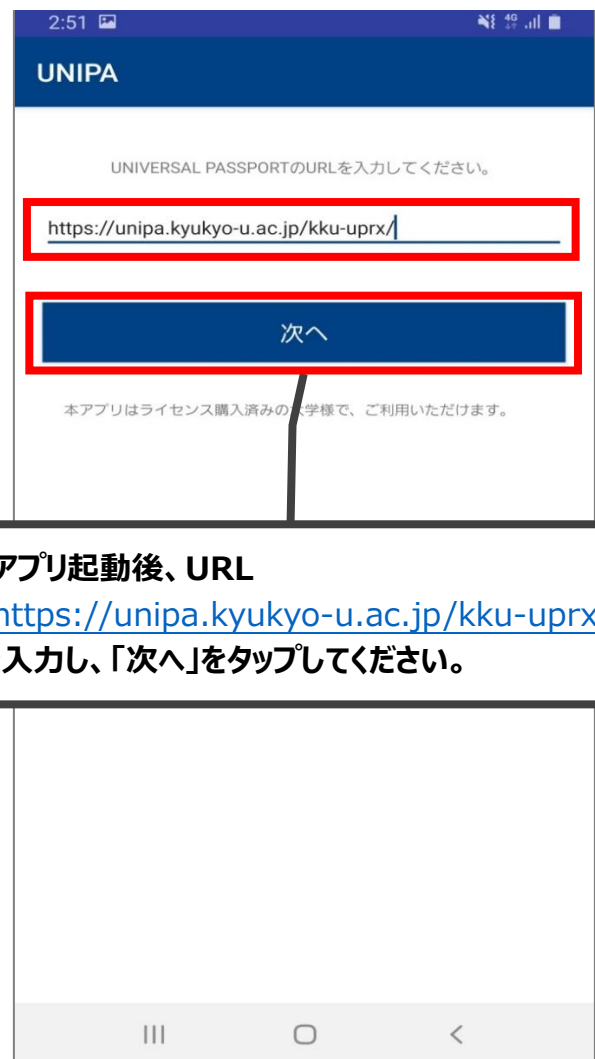 2:51 4G
UNIPA
UNIVERSAL PASSPORTのURLを入力してください。
https://unipa.kyukyo-u.ac.jp/kku-uprx/
次へ
本アプリはライセンス購入済みの大学様で、ご利用いただけます。
アプリ起動後、URL
https://unipa.kyukyo-u.ac.jp/kku-uprx
入力し、「次へ」をタップしてください。